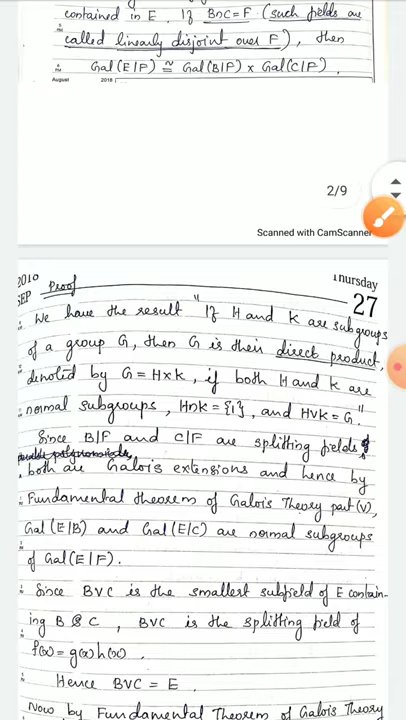 contained in E. If B∩C=F (such fields are
called linearly disjoint over F), then
Gal(E|F) ≅ Gal(B|F) × Gal(C|F)
August 2018
2/9
Scanned with CamScanner
2018
SEP
Proof
Thursday
27
We have the result "If H and K are subgroups
of a group G, then G is their direct product,
denoted by G = H×K, if both H and K are
normal subgroups, H∩K = {1}, and H∨K = G"
Since B|F and C|F are splitting fields of
both are Galois extensions and hence by
Fundamental theorem of Galois Theory part (v),
Gal(E|B) and Gal(E|C) are normal subgroups
of Gal(E|F).
Since B∨C is the smallest subfield of E contain-
ing B & C, B∨C is the splitting field of
f(x) = g(x)h(x).
Hence B∨C = E.
Now by Fundamental Theorem of Galois Theory